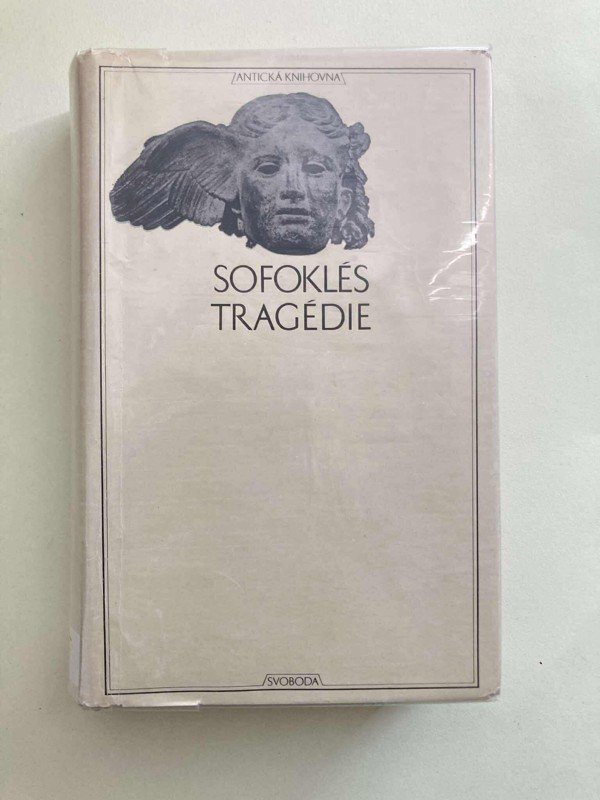 ANTICKÁ KNIHOVNA
SOFOKLÉS
TRAGÉDIE
SVOBODA